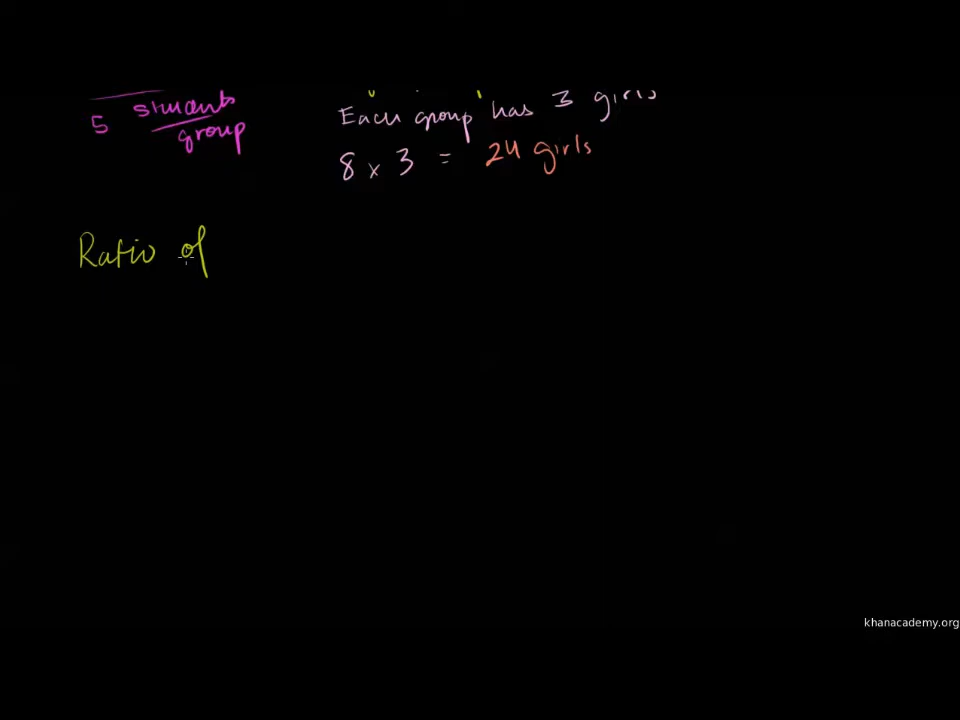 5 students
group
Each group has 3 girls
8 x 3 = 24 girls
Ratio of
khanacademy.org